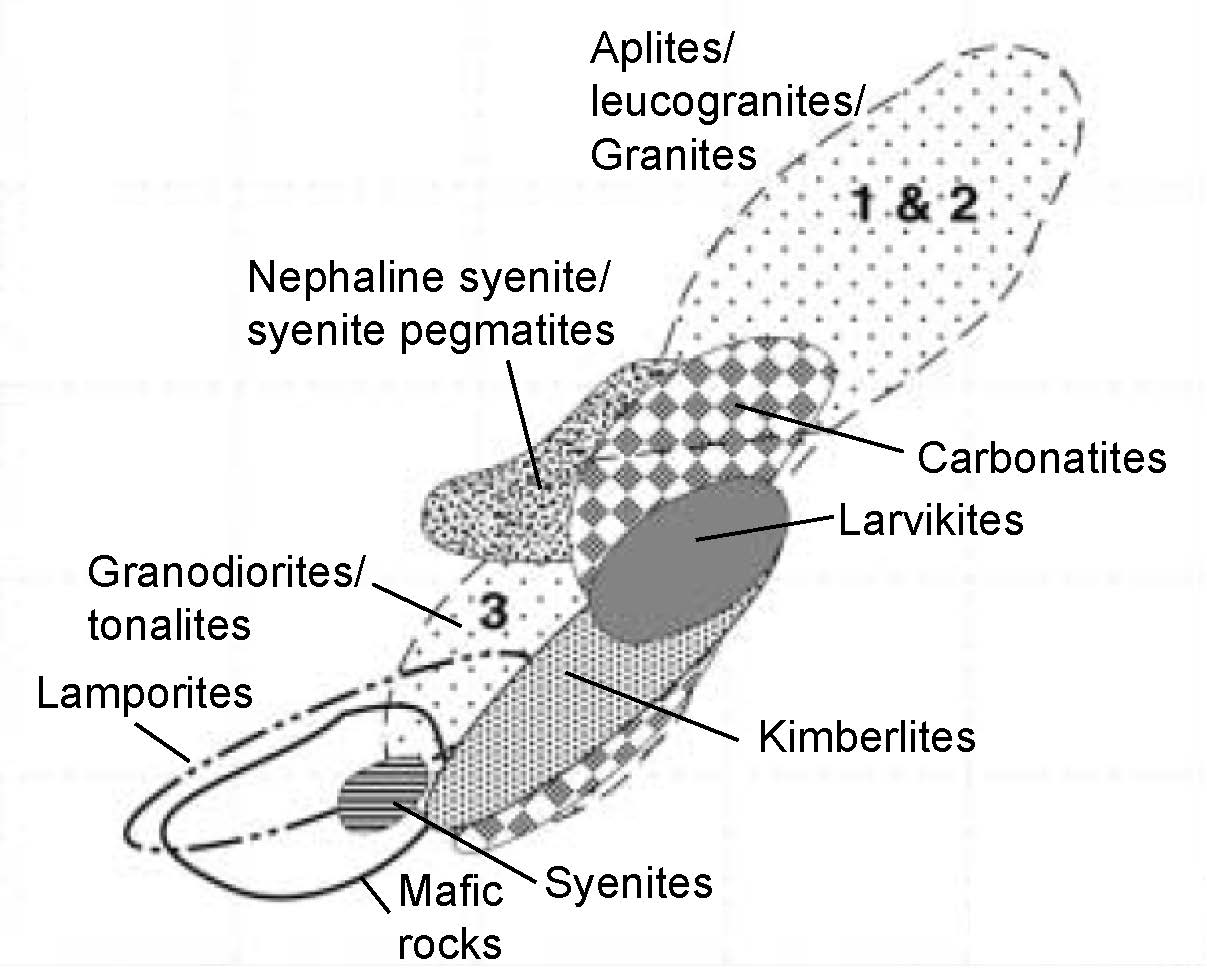 Aplites/
leucogranites/
Granites
1 & 2
Nephaline syenite/
syenite pegmatites
Carbonatites
Larvikites
Granodiorites/
tonalites
3
Lamporites
Kimberlites
Syenites
Mafic
rocks